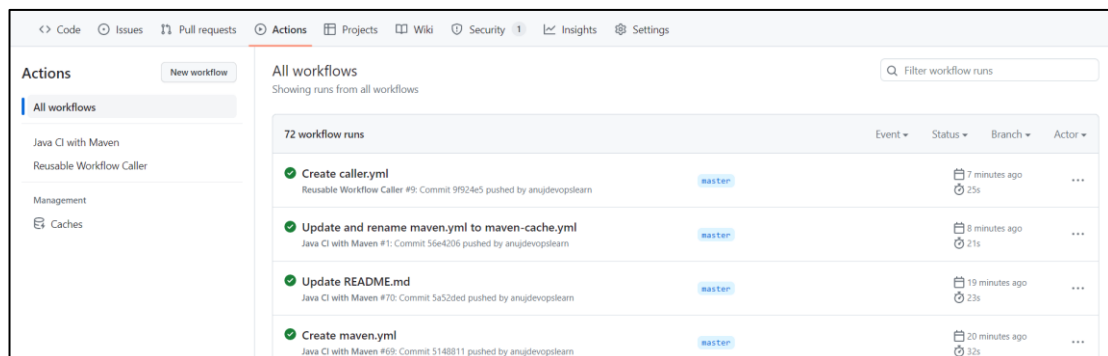 Code Issues Pull requests Actions Projects Wiki Security 1 Insights Settings
Actions
New workflow
All workflows
Java CI with Maven
Reusable Workflow Caller
Management
Caches
All workflows
Showing runs from all workflows
Filter workflow runs
72 workflow runs Event Status Branch Actor
Create caller.yml master 7 minutes ago
Reusable Workflow Caller #9: Commit 9f924e5 pushed by anujdevopslearn 25s
Update and rename maven.yml to maven-cache.yml master 8 minutes ago
Java CI with Maven #1: Commit 56e4206 pushed by anujdevopslearn 21s
Update README.md master 19 minutes ago
Java CI with Maven #70: Commit 5a52ded pushed by anujdevopslearn 23s
Create maven.yml master 20 minutes ago
Java CI with Maven #69: Commit 5148811 pushed by anujdevopslearn 32s